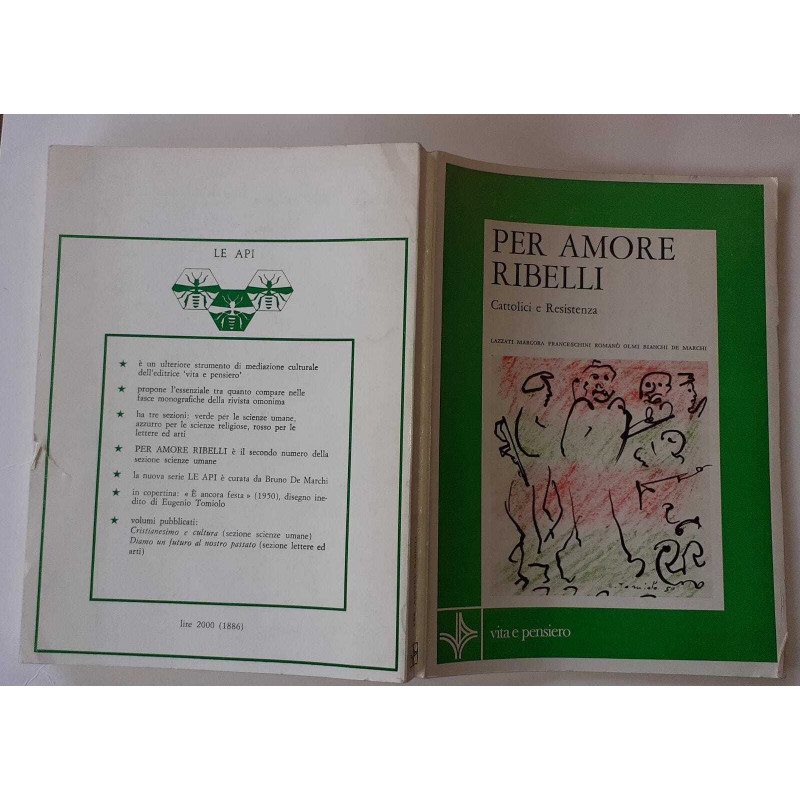 LE API
★ è un ulteriore strumento di mediazione culturale
dell'editrice 'vita e pensiero'
★ propone l'essenziale tra quanto compare nelle
fasce monografiche della rivista omonima
★ ha tre sezioni: verde per le scienze umane,
azzurro per le scienze religiose, rosso per le
lettere ed arti
★ PER AMORE RIBELLI è il secondo numero della
sezione scienze umane
★ la nuova serie LE API è curata da Bruno De Marchi
★ in copertina: « È ancora festa » (1950), disegno ine-
dito di Eugenio Tomiolo
★ volumi pubblicati:
Cristianesimo e cultura (sezione scienze umane)
Diamo un futuro al nostro passato (sezione lettere ed
arti)
lire 2000 (1886)
PER AMORE
RIBELLI
Cattolici e Resistenza
LAZZATI MARCORA FRANCESCHINI ROMANÒ OLMI BIANCHI DE MARCHI
Tomiolo 50
vita e pensiero